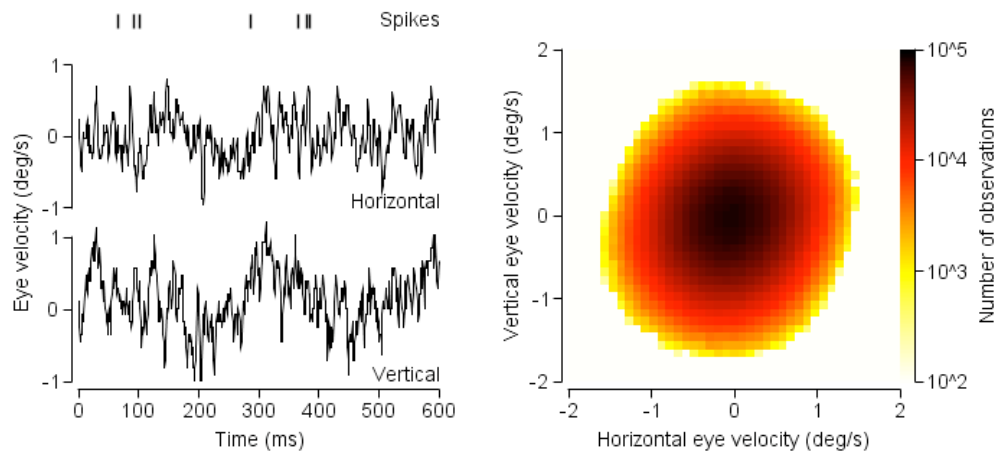 Spikes
1
0
-1
Horizontal
1
0
-1
Vertical
Eye velocity (deg/s)
0 100 200 300 400 500 600
Time (ms)
2
1
0
-1
-2
Vertical eye velocity (deg/s)
-2 -1 0 1 2
Horizontal eye velocity (deg/s)
10^5
10^4
10^3
10^2
Number of observations